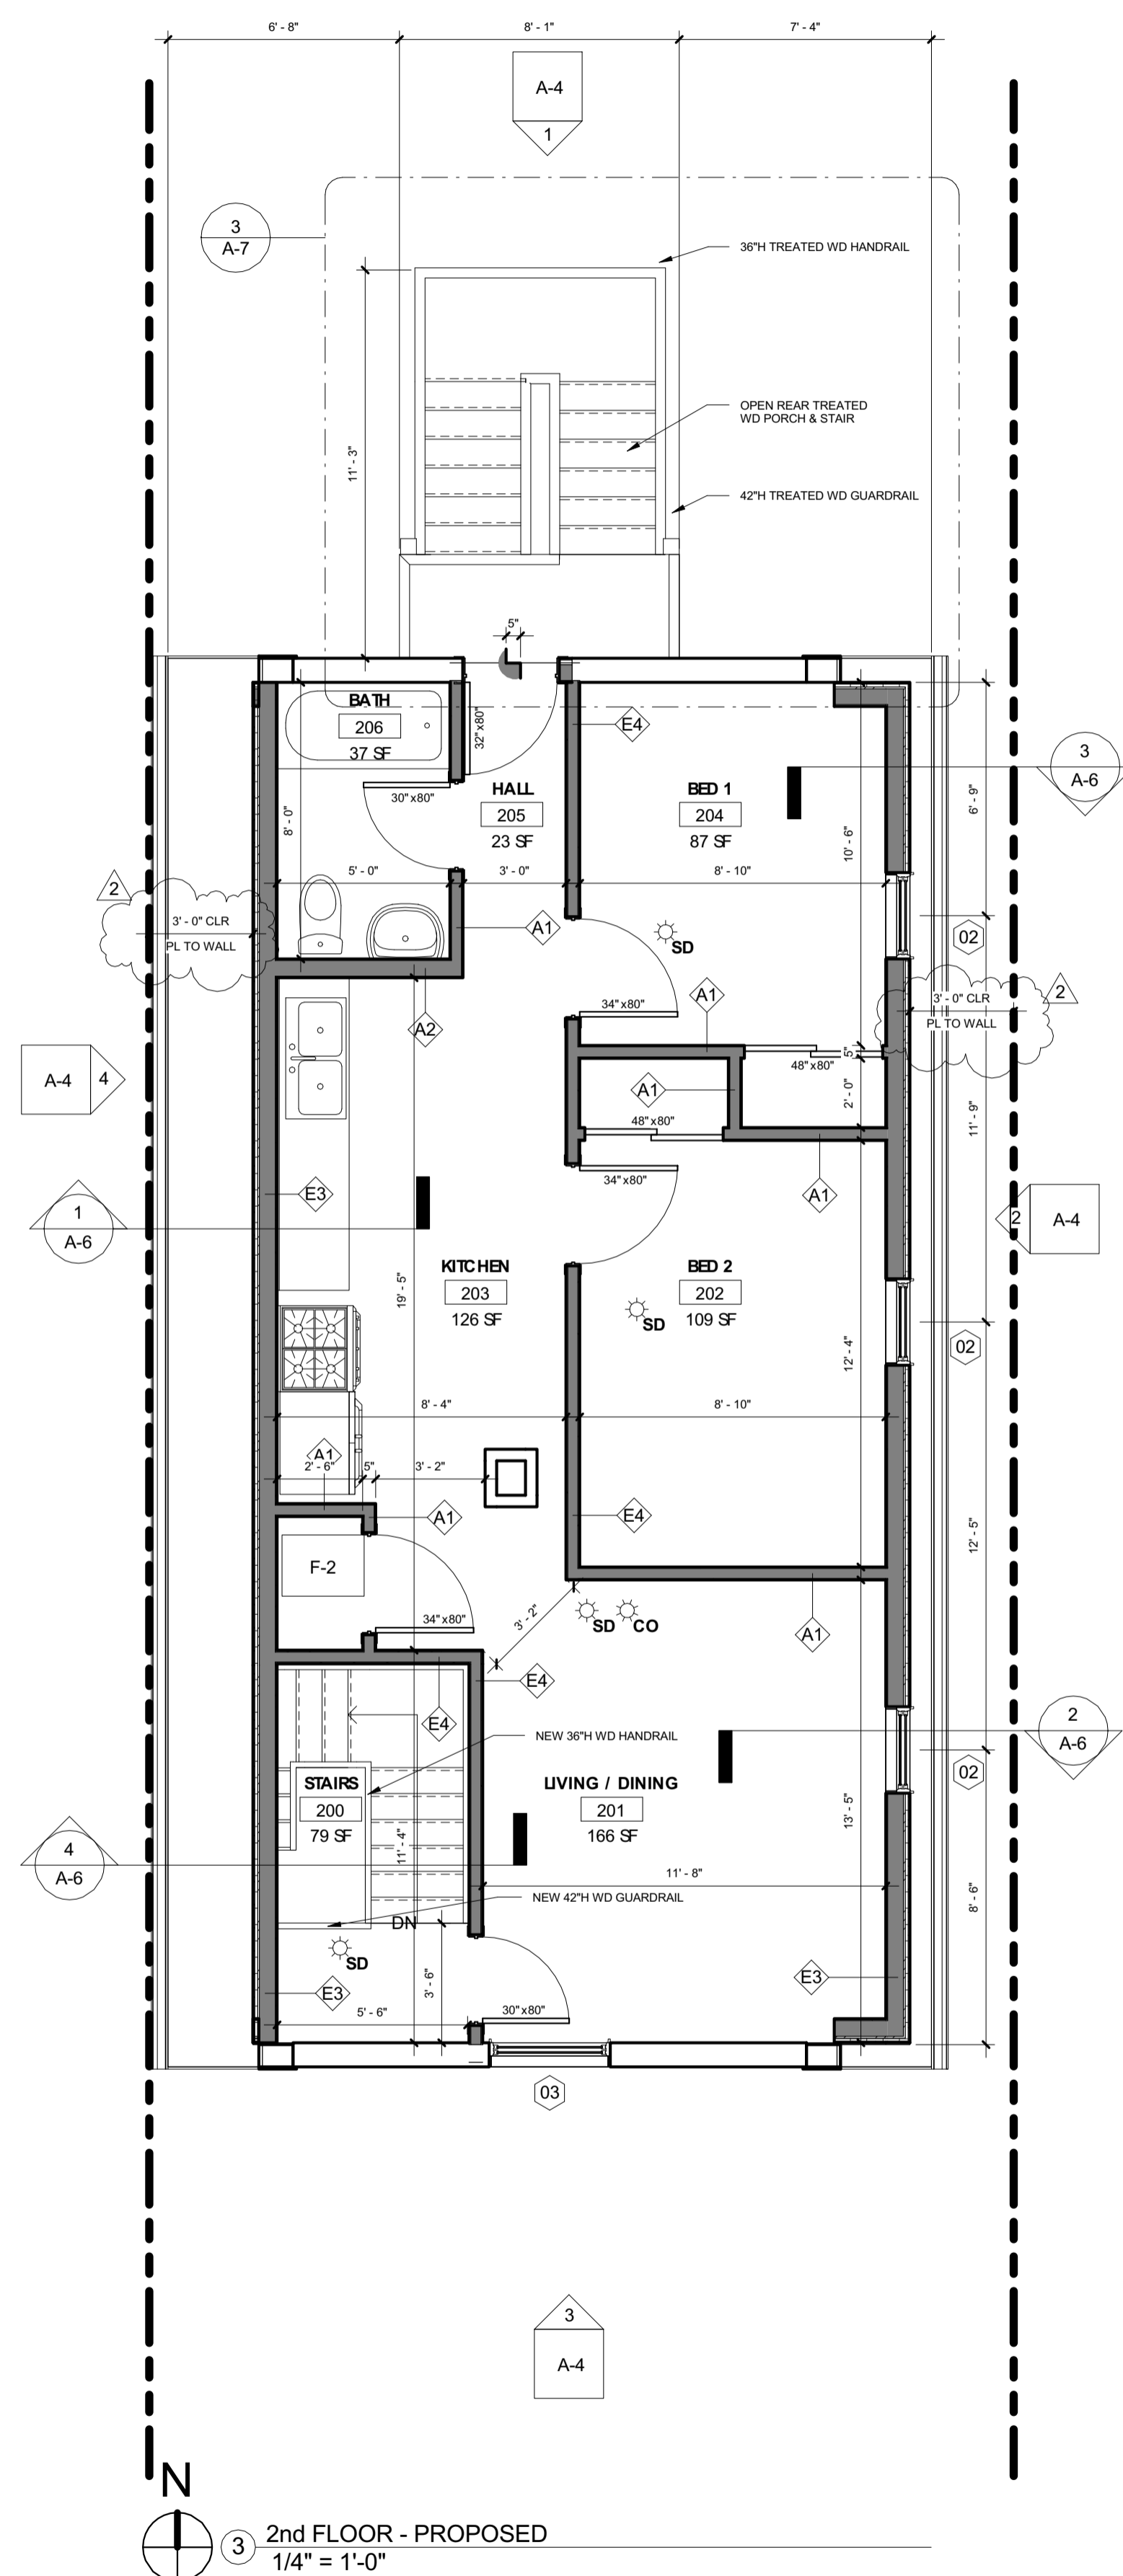 6' - 8"
8' - 1"
7' - 4"
A-4
1
3
A-7
36"H TREATED WD HANDRAIL
11' - 3"
OPEN REAR TREATED
WD PORCH & STAIR
42"H TREATED WD GUARDRAIL
5"
BATH
206
37 SF
32"x80"
E4
30"x80"
HALL
205
23 SF
BED 1
204
87 SF
3
A-6
6' - 9"
8' - 0"
10' - 6"
5' - 0"
3' - 0"
8' - 10"
2
3' - 0" CLR
PL TO WALL
A1
SD
02
A2
34"x80"
A1
2
3' - 0" CLR
PL TO WALL
A-4
4
48"x80"
5"
A1
2' - 0"
48"x80"
11' - 9"
34"x80"
E3
A1
1
A-6
2
A-4
KITCHEN
203
126 SF
19' - 5"
BED 2
202
109 SF
SD
02
12' - 4"
8' - 4"
8' - 10"
A1
2' - 6"
5"
3' - 2"
A1
E4
12' - 5"
F-2
34"x80"
3' - 2"
SD
CO
A1
E4
E4
NEW 36"H WD HANDRAIL
2
A-6
STAIRS
200
79 SF
LIVING / DINING
201
166 SF
02
13' - 5"
11' - 4"
4
A-6
11' - 8"
NEW 42"H WD GUARDRAIL
8' - 6"
DN
SD
E3
3' - 6"
E3
5' - 6"
30"x80"
03
3
A-4
N
3
2nd FLOOR - PROPOSED
1/4" = 1'-0"